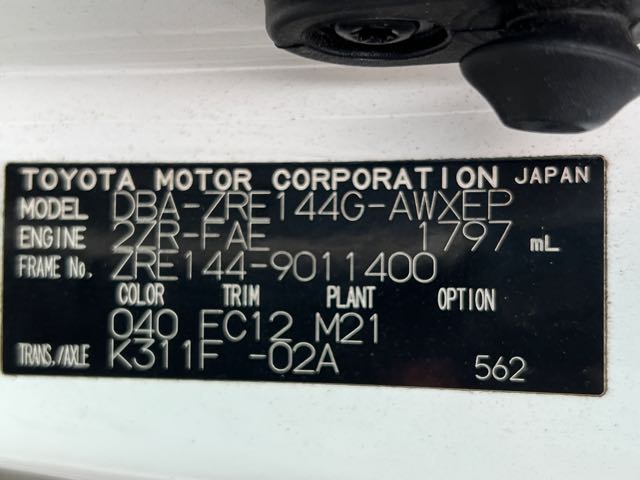 TOYOTA MOTOR CORPORATION JAPAN
MODEL DBA-ZRE144G-AWXEP
ENGINE 2ZR-FAE 1797 mL
FRAME No. ZRE144-9011400
COLOR TRIM PLANT OPTION
040 FC12 M21
TRANS./AXLE K311F -02A 562